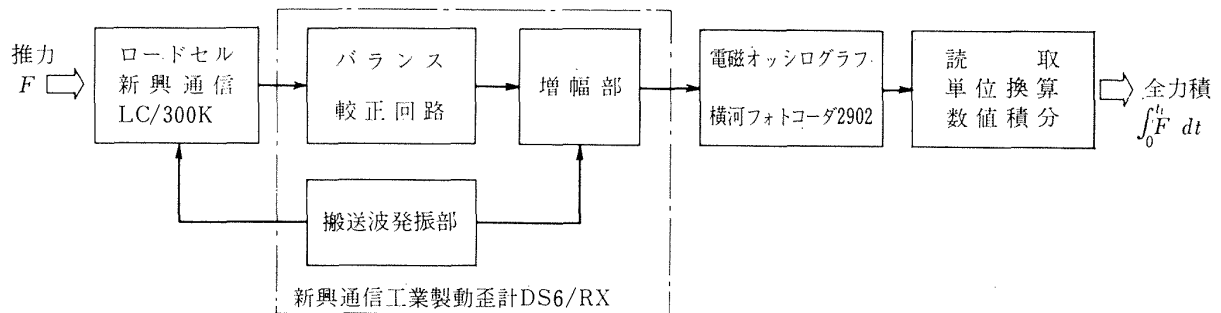 推力
F
ロードセル
新興通信
LC/300K
バランス
較正回路
増幅部
電磁オッシログラフ
横河フォトコーダ2902
読取
単位換算
数値積分
全力積
∫₀^t₁ F dt
搬送波発振部
新興通信工業製動歪計DS6/RX